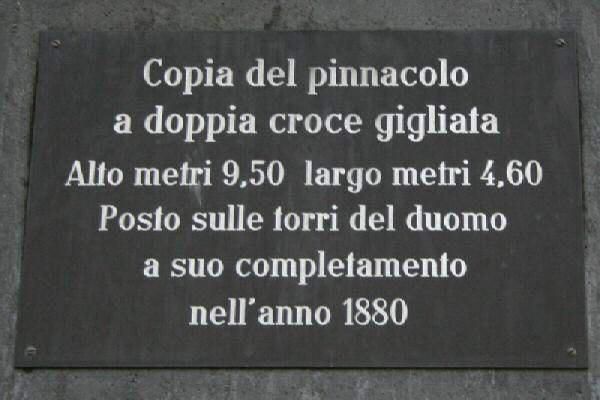 Copia del pinnacolo
a doppia croce gigliata
Alto metri 9,50 largo metri 4,60
Posto sulle torri del duomo
a suo completamento
nell'anno 1880